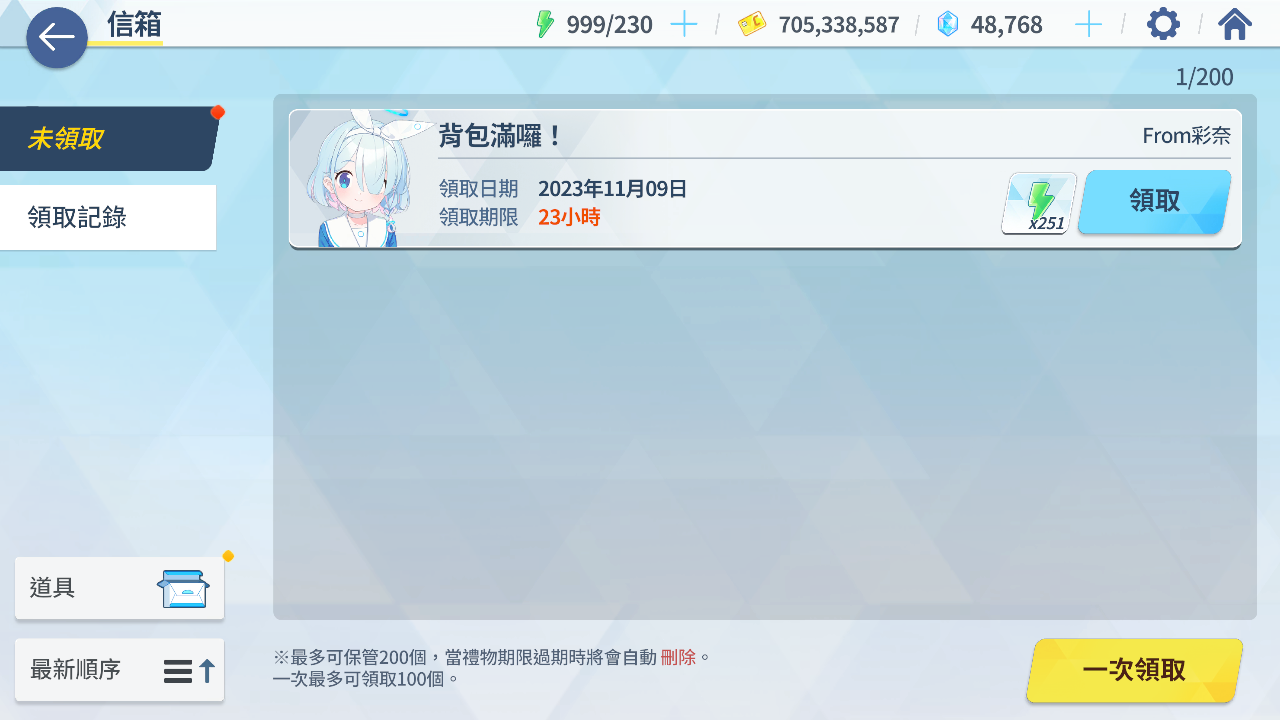 信箱
999/230
705,338,587
48,768
1/200
未領取
領取記錄
背包滿囉！
From彩奈
領取日期 2023年11月09日
領取期限 23小時
x251
領取
道具
最新順序
※最多可保管200個，當禮物期限過期時將會自動刪除。
一次最多可領取100個。
一次領取